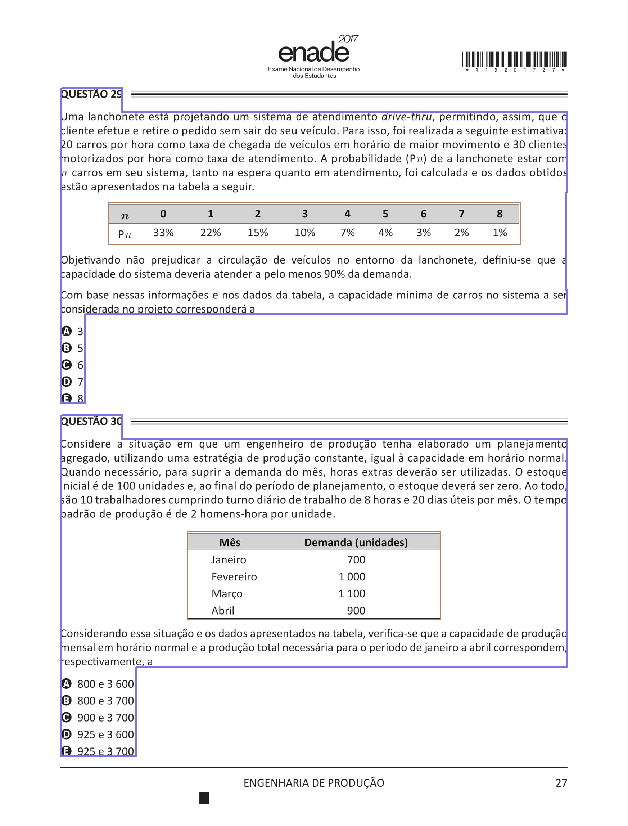 enade 2017
Exame Nacional de Desempenho
dos Estudantes
*R1520172 7*
QUESTÃO 29
Uma lanchonete está projetando um sistema de atendimento drive-thru, permitindo, assim, que o
cliente efetue e retire o pedido sem sair do seu veículo. Para isso, foi realizada a seguinte estimativa:
20 carros por hora como taxa de chegada de veículos em horário de maior movimento e 30 clientes
motorizados por hora como taxa de atendimento. A probabilidade (Pn) de a lanchonete estar com
n carros em seu sistema, tanto na espera quanto em atendimento, foi calculada e os dados obtidos
estão apresentados na tabela a seguir.
n 0 1 2 3 4 5 6 7 8
Pn 33% 22% 15% 10% 7% 4% 3% 2% 1%
Objetivando não prejudicar a circulação de veículos no entorno da lanchonete, definiu-se que a
capacidade do sistema deveria atender a pelo menos 90% da demanda.
Com base nessas informações e nos dados da tabela, a capacidade mínima de carros no sistema a ser
considerada no projeto corresponderá a
A 3
B 5
C 6
D 7
E 8
QUESTÃO 30
Considere a situação em que um engenheiro de produção tenha elaborado um planejamento
agregado, utilizando uma estratégia de produção constante, igual à capacidade em horário normal.
Quando necessário, para suprir a demanda do mês, horas extras deverão ser utilizadas. O estoque
inicial é de 100 unidades e, ao final do período de planejamento, o estoque deverá ser zero. Ao todo,
são 10 trabalhadores cumprindo turno diário de trabalho de 8 horas e 20 dias úteis por mês. O tempo
padrão de produção é de 2 homens-hora por unidade.
Mês Demanda (unidades)
Janeiro 700
Fevereiro 1 000
Março 1 100
Abril 900
Considerando essa situação e os dados apresentados na tabela, verifica-se que a capacidade de produção
mensal em horário normal e a produção total necessária para o período de janeiro a abril correspondem,
respectivamente, a
A 800 e 3 600
B 800 e 3 700
C 900 e 3 700
D 925 e 3 600
E 925 e 3 700
ENGENHARIA DE PRODUÇÃO 27